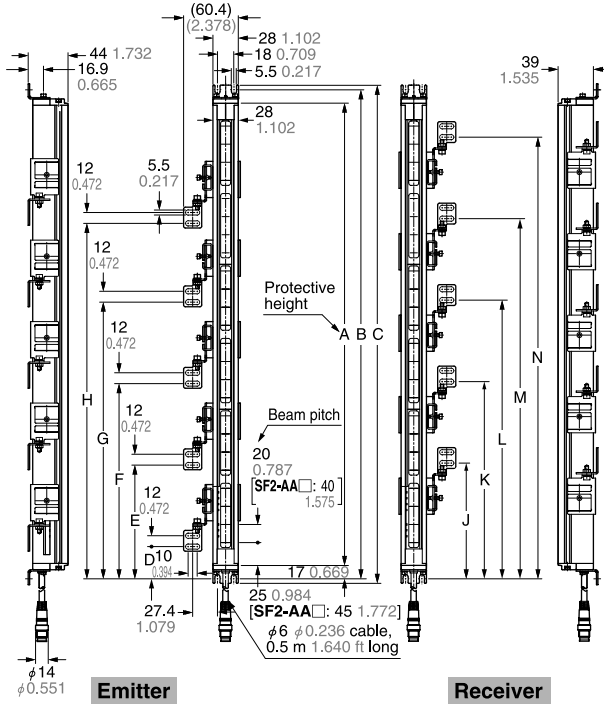 (60.4)
(2.378)
44 1.732
28 1.102
16.9
0.665
18 0.709
5.5 0.217
39
1.535
28
1.102
12
0.472
5.5
0.217
12
0.472
Protective
height
A B C
12
0.472
N
H
G
M
F
L
Beam pitch
12
0.472
20
0.787
[SF2-AA□: 40
1.575]
K
12
0.472
E
J
D
10
0.394
17 0.669
27.4
1.079
25 0.984
[SF2-AA□: 45 1.772]
φ6 φ0.236 cable,
0.5 m 1.640 ft long
φ14
φ0.551
Emitter
Receiver